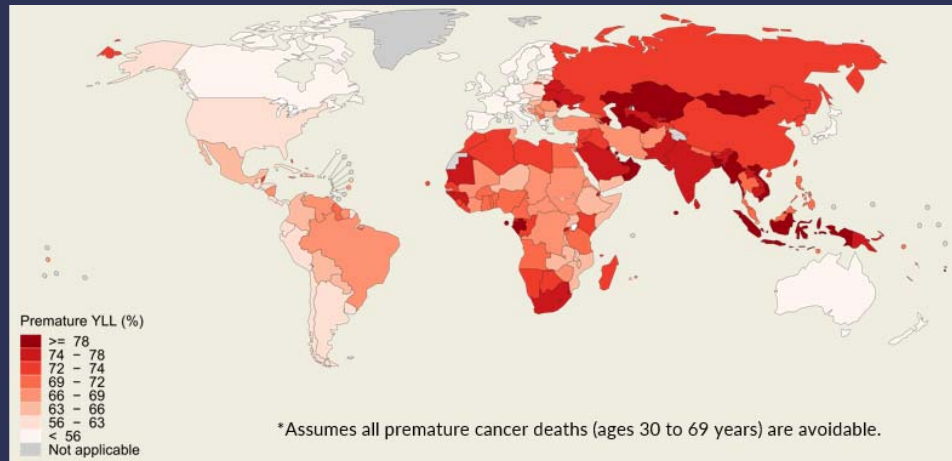 Premature YLL (%)
>= 78
74 - 78
72 - 74
69 - 72
66 - 69
63 - 66
56 - 63
< 56
Not applicable
*Assumes all premature cancer deaths (ages 30 to 69 years) are avoidable.